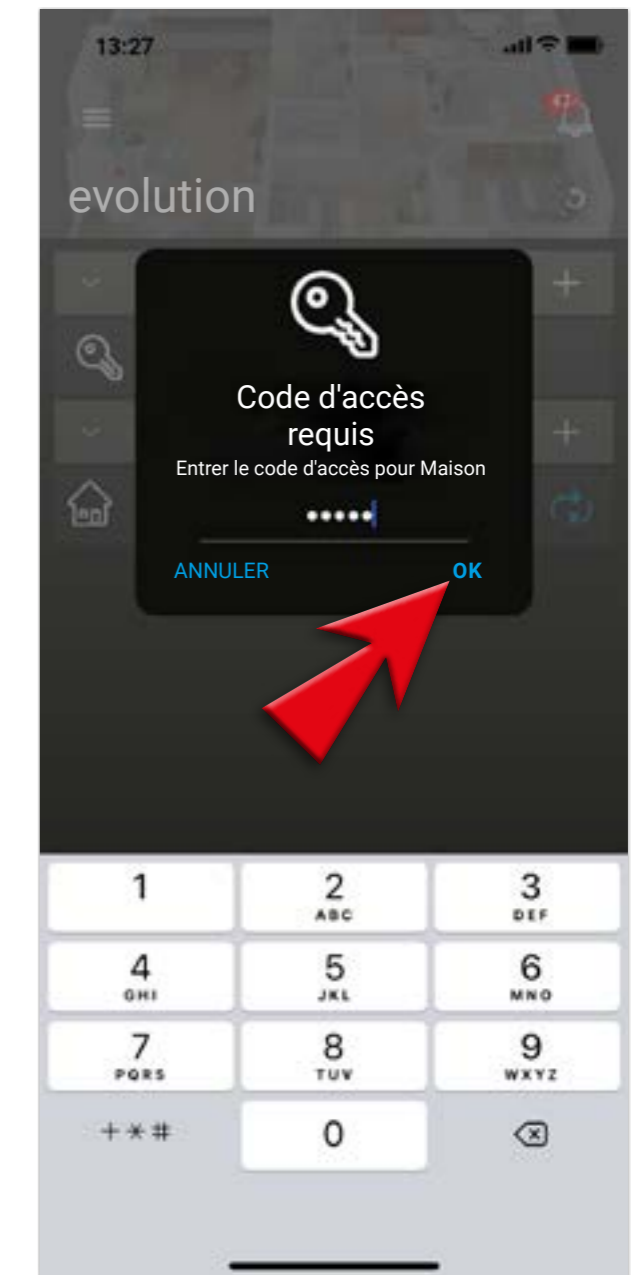 13:27
evolution
Code d'accès
requis
Entrer le code d'accès pour Maison
•••••
ANNULER OK
1 2 3
ABC DEF
4 5 6
GHI JKL MNO
7 8 9
PQRS TUV WXYZ
+*# 0